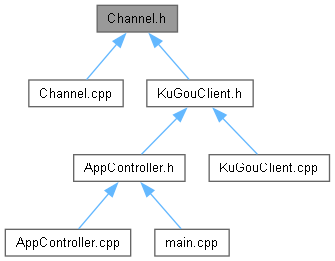 Channel.h
Channel.cpp
KuGouClient.h
AppController.h
KuGouClient.cpp
AppController.cpp
main.cpp